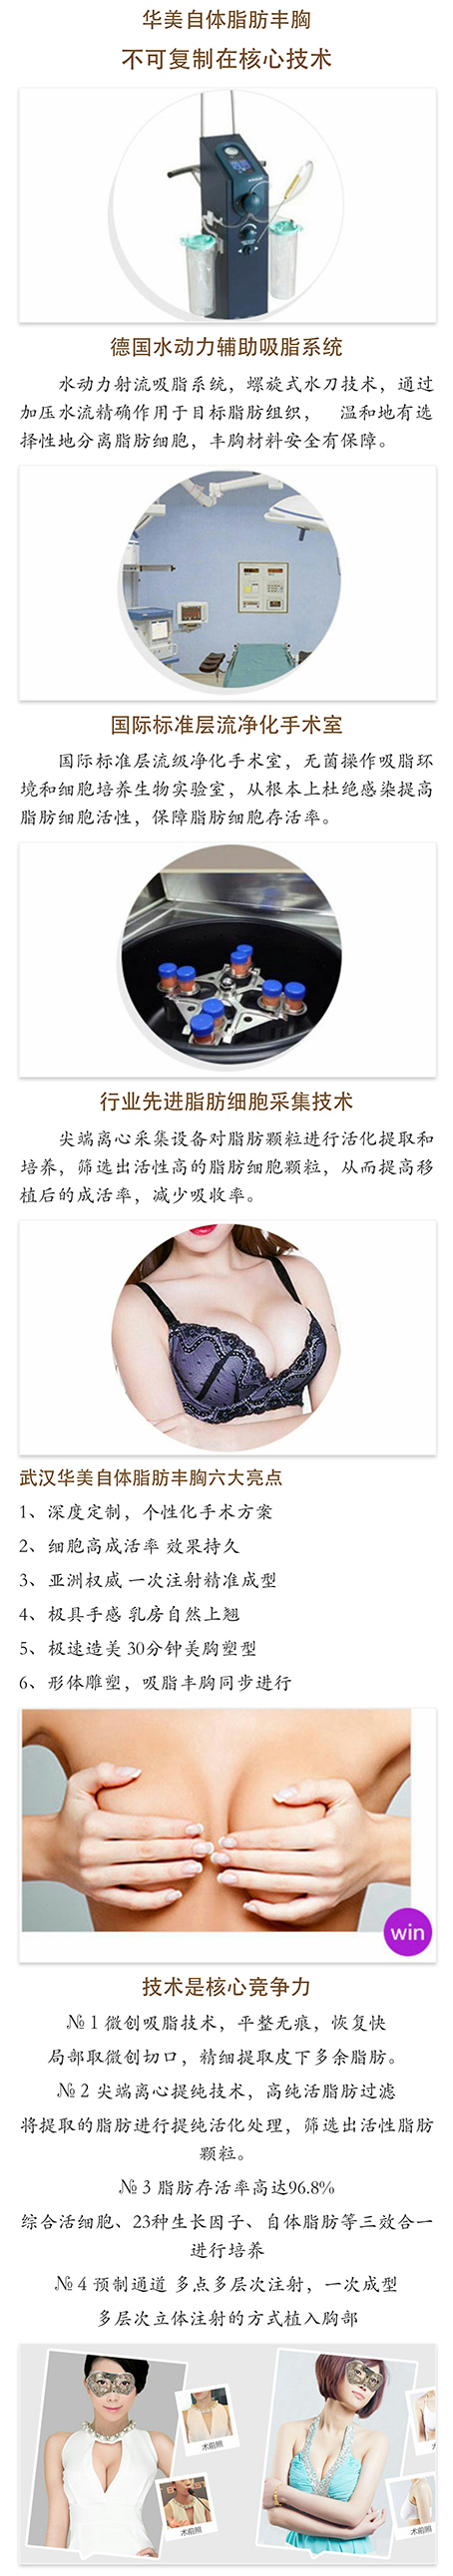 华美自体脂肪丰胸
不可复制在核心技术
德国水动力辅助吸脂系统
水动力射流吸脂系统，螺旋式水刀技术，通过
加压水流精确作用于目标脂肪组织， 温和地有选
择性地分离脂肪细胞，丰胸材料安全有保障。
国际标准层流净化手术室
国际标准层流级净化手术室，无菌操作吸脂环
境和细胞培养生物实验室，从根本上杜绝感染提高
脂肪细胞活性，保障脂肪细胞存活率。
行业先进脂肪细胞采集技术
尖端离心采集设备对脂肪颗粒进行活化提取和
培养，筛选出活性高的脂肪细胞颗粒，从而提高移
植后的成活率，减少吸收率。
武汉华美自体脂肪丰胸六大亮点
1、深度定制，个性化手术方案
2、细胞高成活率 效果持久
3、亚洲权威 一次注射精准成型
4、极具手感 乳房自然上翘
5、极速造美 30分钟美胸塑型
6、形体雕塑，吸脂丰胸同步进行
win
技术是核心竞争力
№ 1 微创吸脂技术，平整无痕，恢复快
局部取微创切口，精细提取皮下多余脂肪。
№ 2 尖端离心提纯技术，高纯活脂肪过滤
将提取的脂肪进行提纯活化处理，筛选出活性脂肪
颗粒。
№ 3 脂肪存活率高达96.8%
综合活细胞、23种生长因子、自体脂肪等三效合一
进行培养
№ 4 预制通道 多点多层次注射，一次成型
多层次立体注射的方式植入胸部
术前照
术前照
术前照